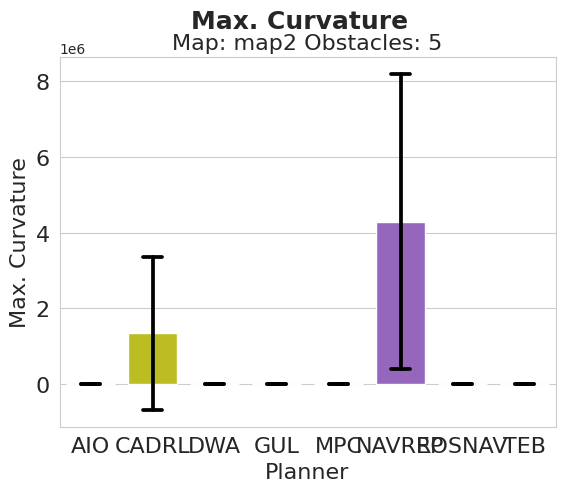 Max. Curvature
Map: map2 Obstacles: 5
1e6
Max. Curvature
8
6
4
2
0
AIO CADRL DWA GUL MPC NAVREP ROSNAV TEB
Planner